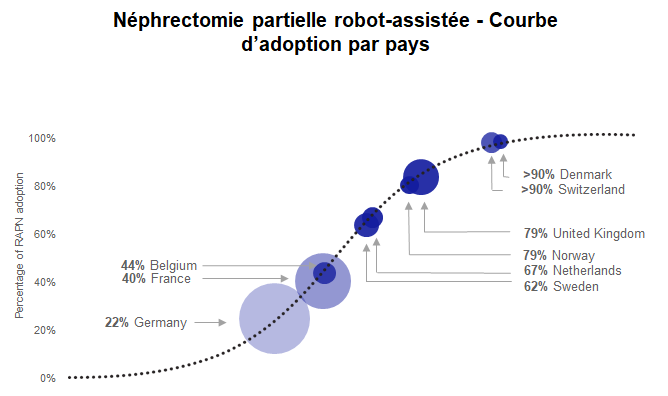 Néphrectomie partielle robot-assistée - Courbe
d’adoption par pays
Percentage of RAPN adoption
100%
80%
60%
40%
20%
0%
>90% Denmark
>90% Switzerland
79% United Kingdom
79% Norway
67% Netherlands
62% Sweden
44% Belgium
40% France
22% Germany